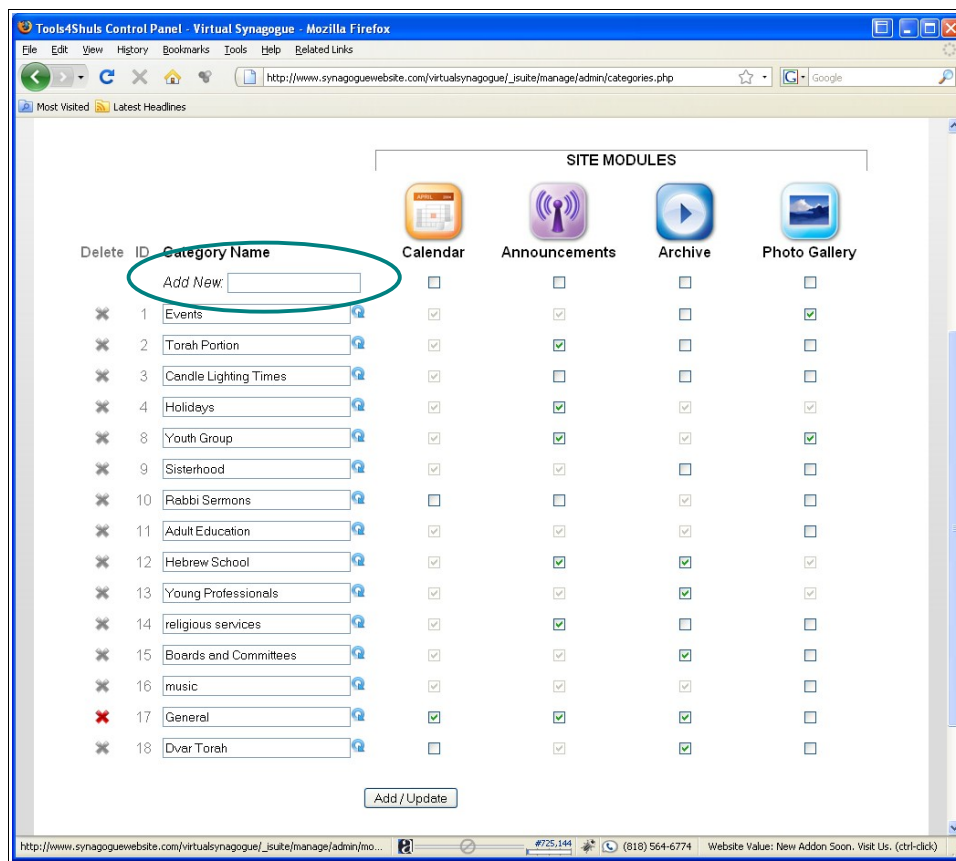 Tools4Shuls Control Panel - Virtual Synagogue - Mozilla Firefox
File Edit View History Bookmarks Tools Help Related Links
http://www.synagoguewebsite.com/virtualsynagogue/_isuite/manage/admin/categories.php
G Google
Most Visited Latest Headlines
SITE MODULES
APRIL
Delete ID Category Name Calendar Announcements Archive Photo Gallery
Add New:
1 Events
2 Torah Portion
3 Candle Lighting Times
4 Holidays
8 Youth Group
9 Sisterhood
10 Rabbi Sermons
11 Adult Education
12 Hebrew School
13 Young Professionals
14 religious services
15 Boards and Committees
16 music
17 General
18 Dvar Torah
Add / Update
http://www.synagoguewebsite.com/virtualsynagogue/_isuite/manage/admin/mo... #725,144 (818) 564-6774 Website Value: New Addon Soon. Visit Us. (ctrl-click)